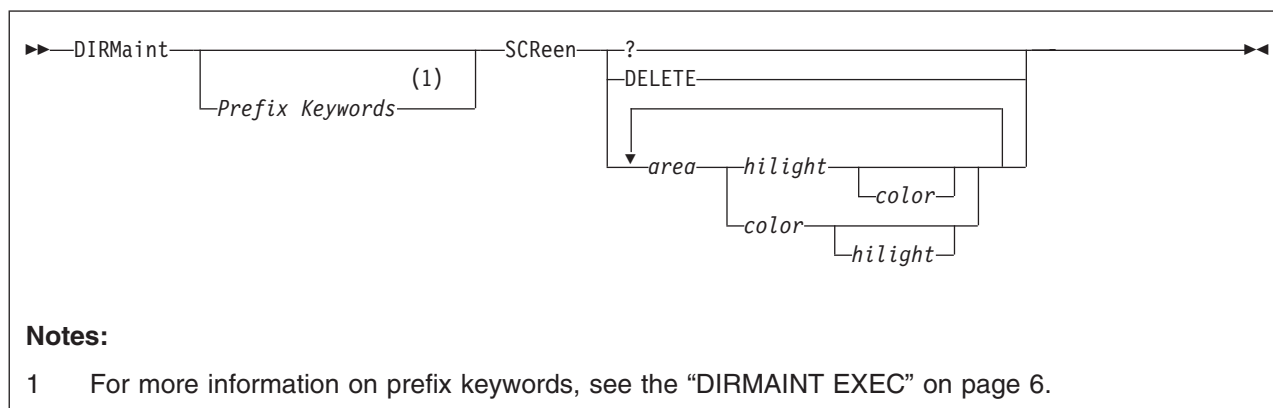 DIRMaint SCReen ?
(1) DELETE
Prefix Keywords
area hilight
color
color
hilight
Notes:
1 For more information on prefix keywords, see the “DIRMAINT EXEC” on page 6.